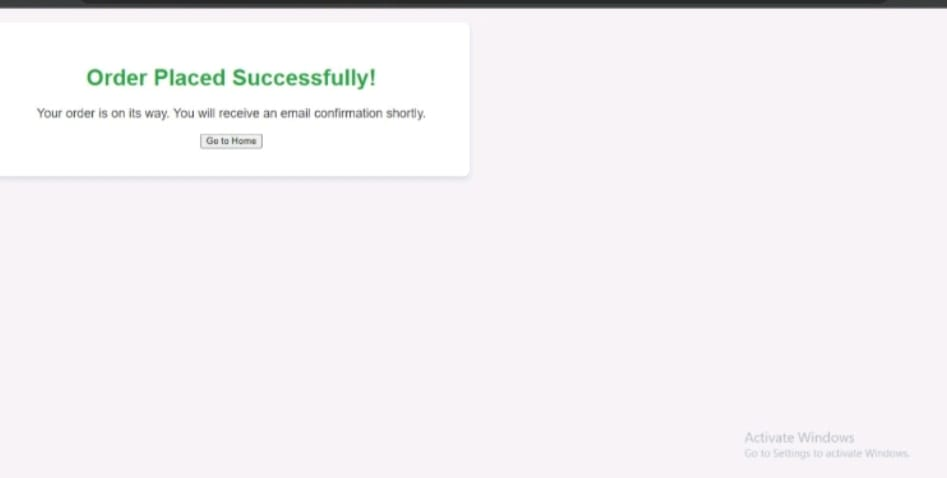 Order Placed Successfully!
Your order is on its way. You will receive an email confirmation shortly.
Go to Home
Activate Windows
Go to Settings to activate Windows.